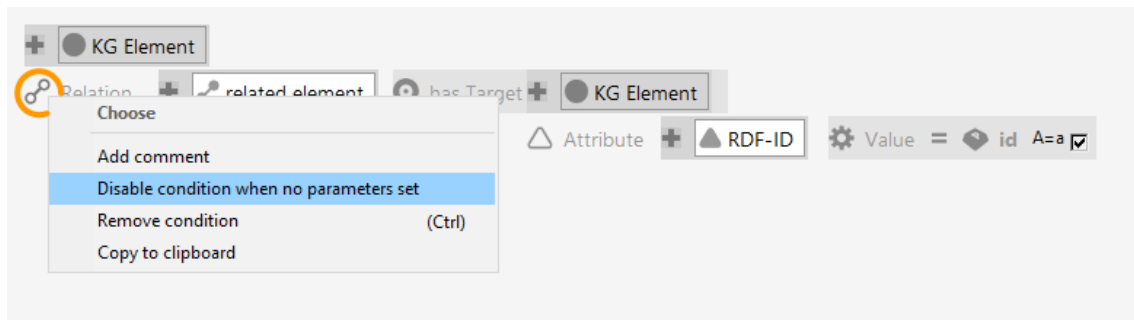 KG Element
Relation related element has Target KG Element
Choose
Attribute RDF-ID Value = id A=a
Add comment
Disable condition when no parameters set
Remove condition (Ctrl)
Copy to clipboard